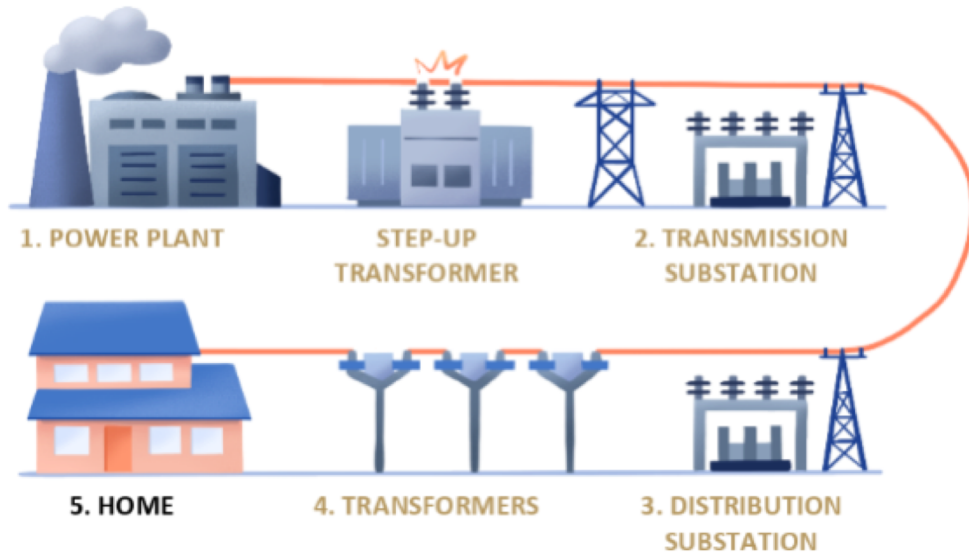 1. POWER PLANT
STEP-UP
TRANSFORMER
2. TRANSMISSION
SUBSTATION
5. HOME
4. TRANSFORMERS
3. DISTRIBUTION
SUBSTATION